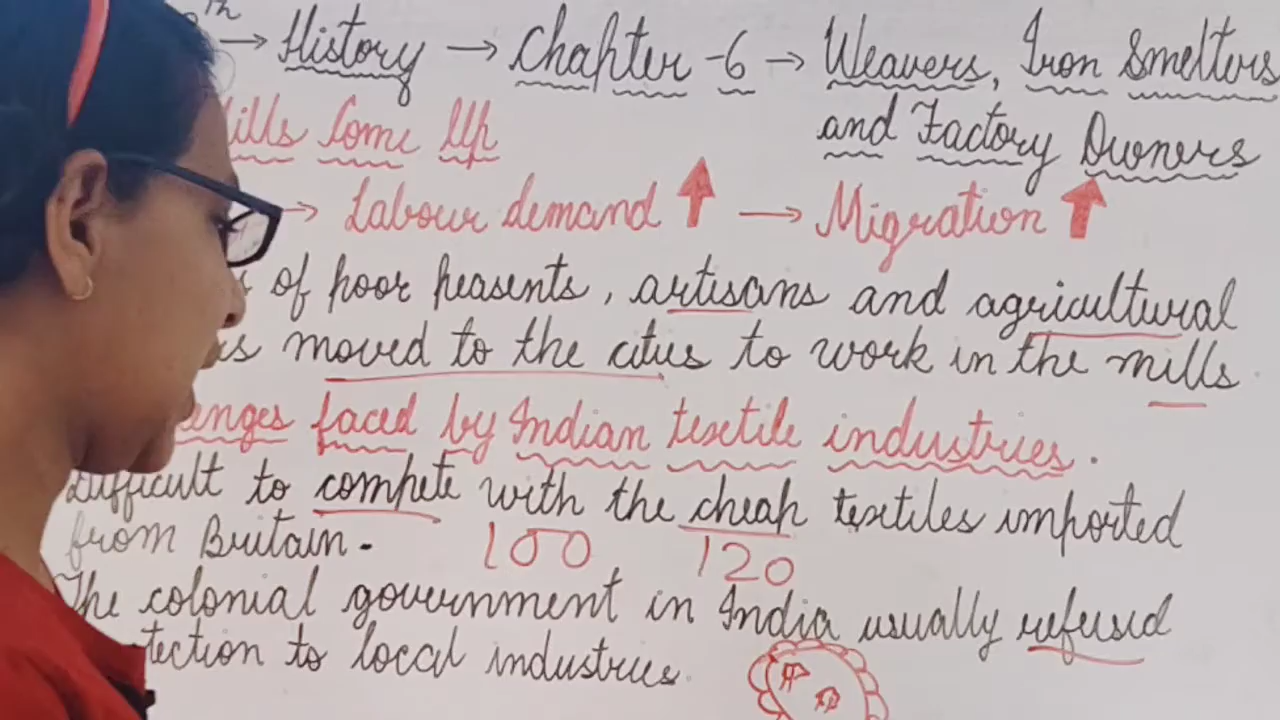 th → History → Chapter -6 → Weavers, Iron Smelters
and Factory Owners
ills Come Up
→ Labour demand ↑ → Migration ↑
of poor peasents, artisans and agricultural
moved to the cities to work in the mills
enges faced by Indian textile industries.
Difficult to compete with the cheap textiles imported
from Britain.
100 120
The colonial government in India usually refused
tection to local industries.